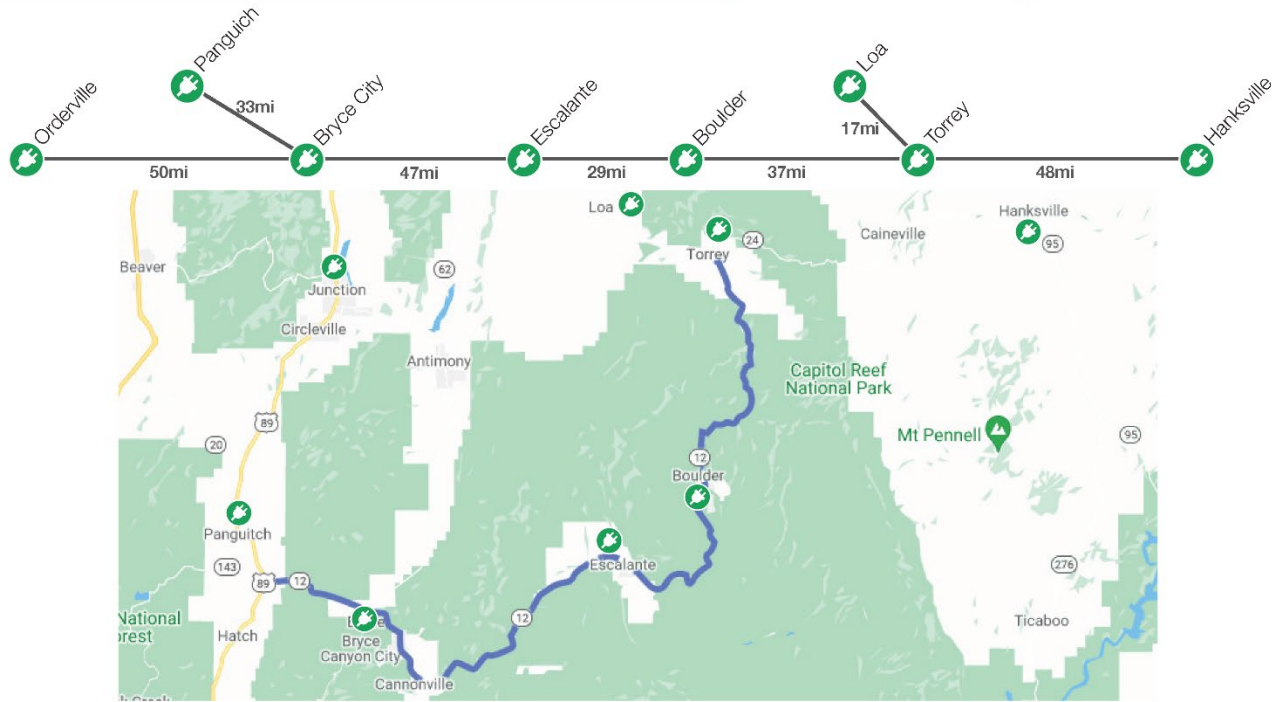 Orderville
Panguich
Bryce City
Escalante
Boulder
Loa
Torrey
Hanksville
33mi
17mi
50mi
47mi
29mi
37mi
48mi
Loa
Hanksville
Torrey
24
Caineville
95
Beaver
62
Junction
Circleville
Antimony
Capitol Reef
National Park
89
20
Mt Pennell
95
12
Boulder
Panguitch
Escalante
143
89
12
276
12
National
Hatch
Bryce
Canyon City
Ticaboo
Cannonville